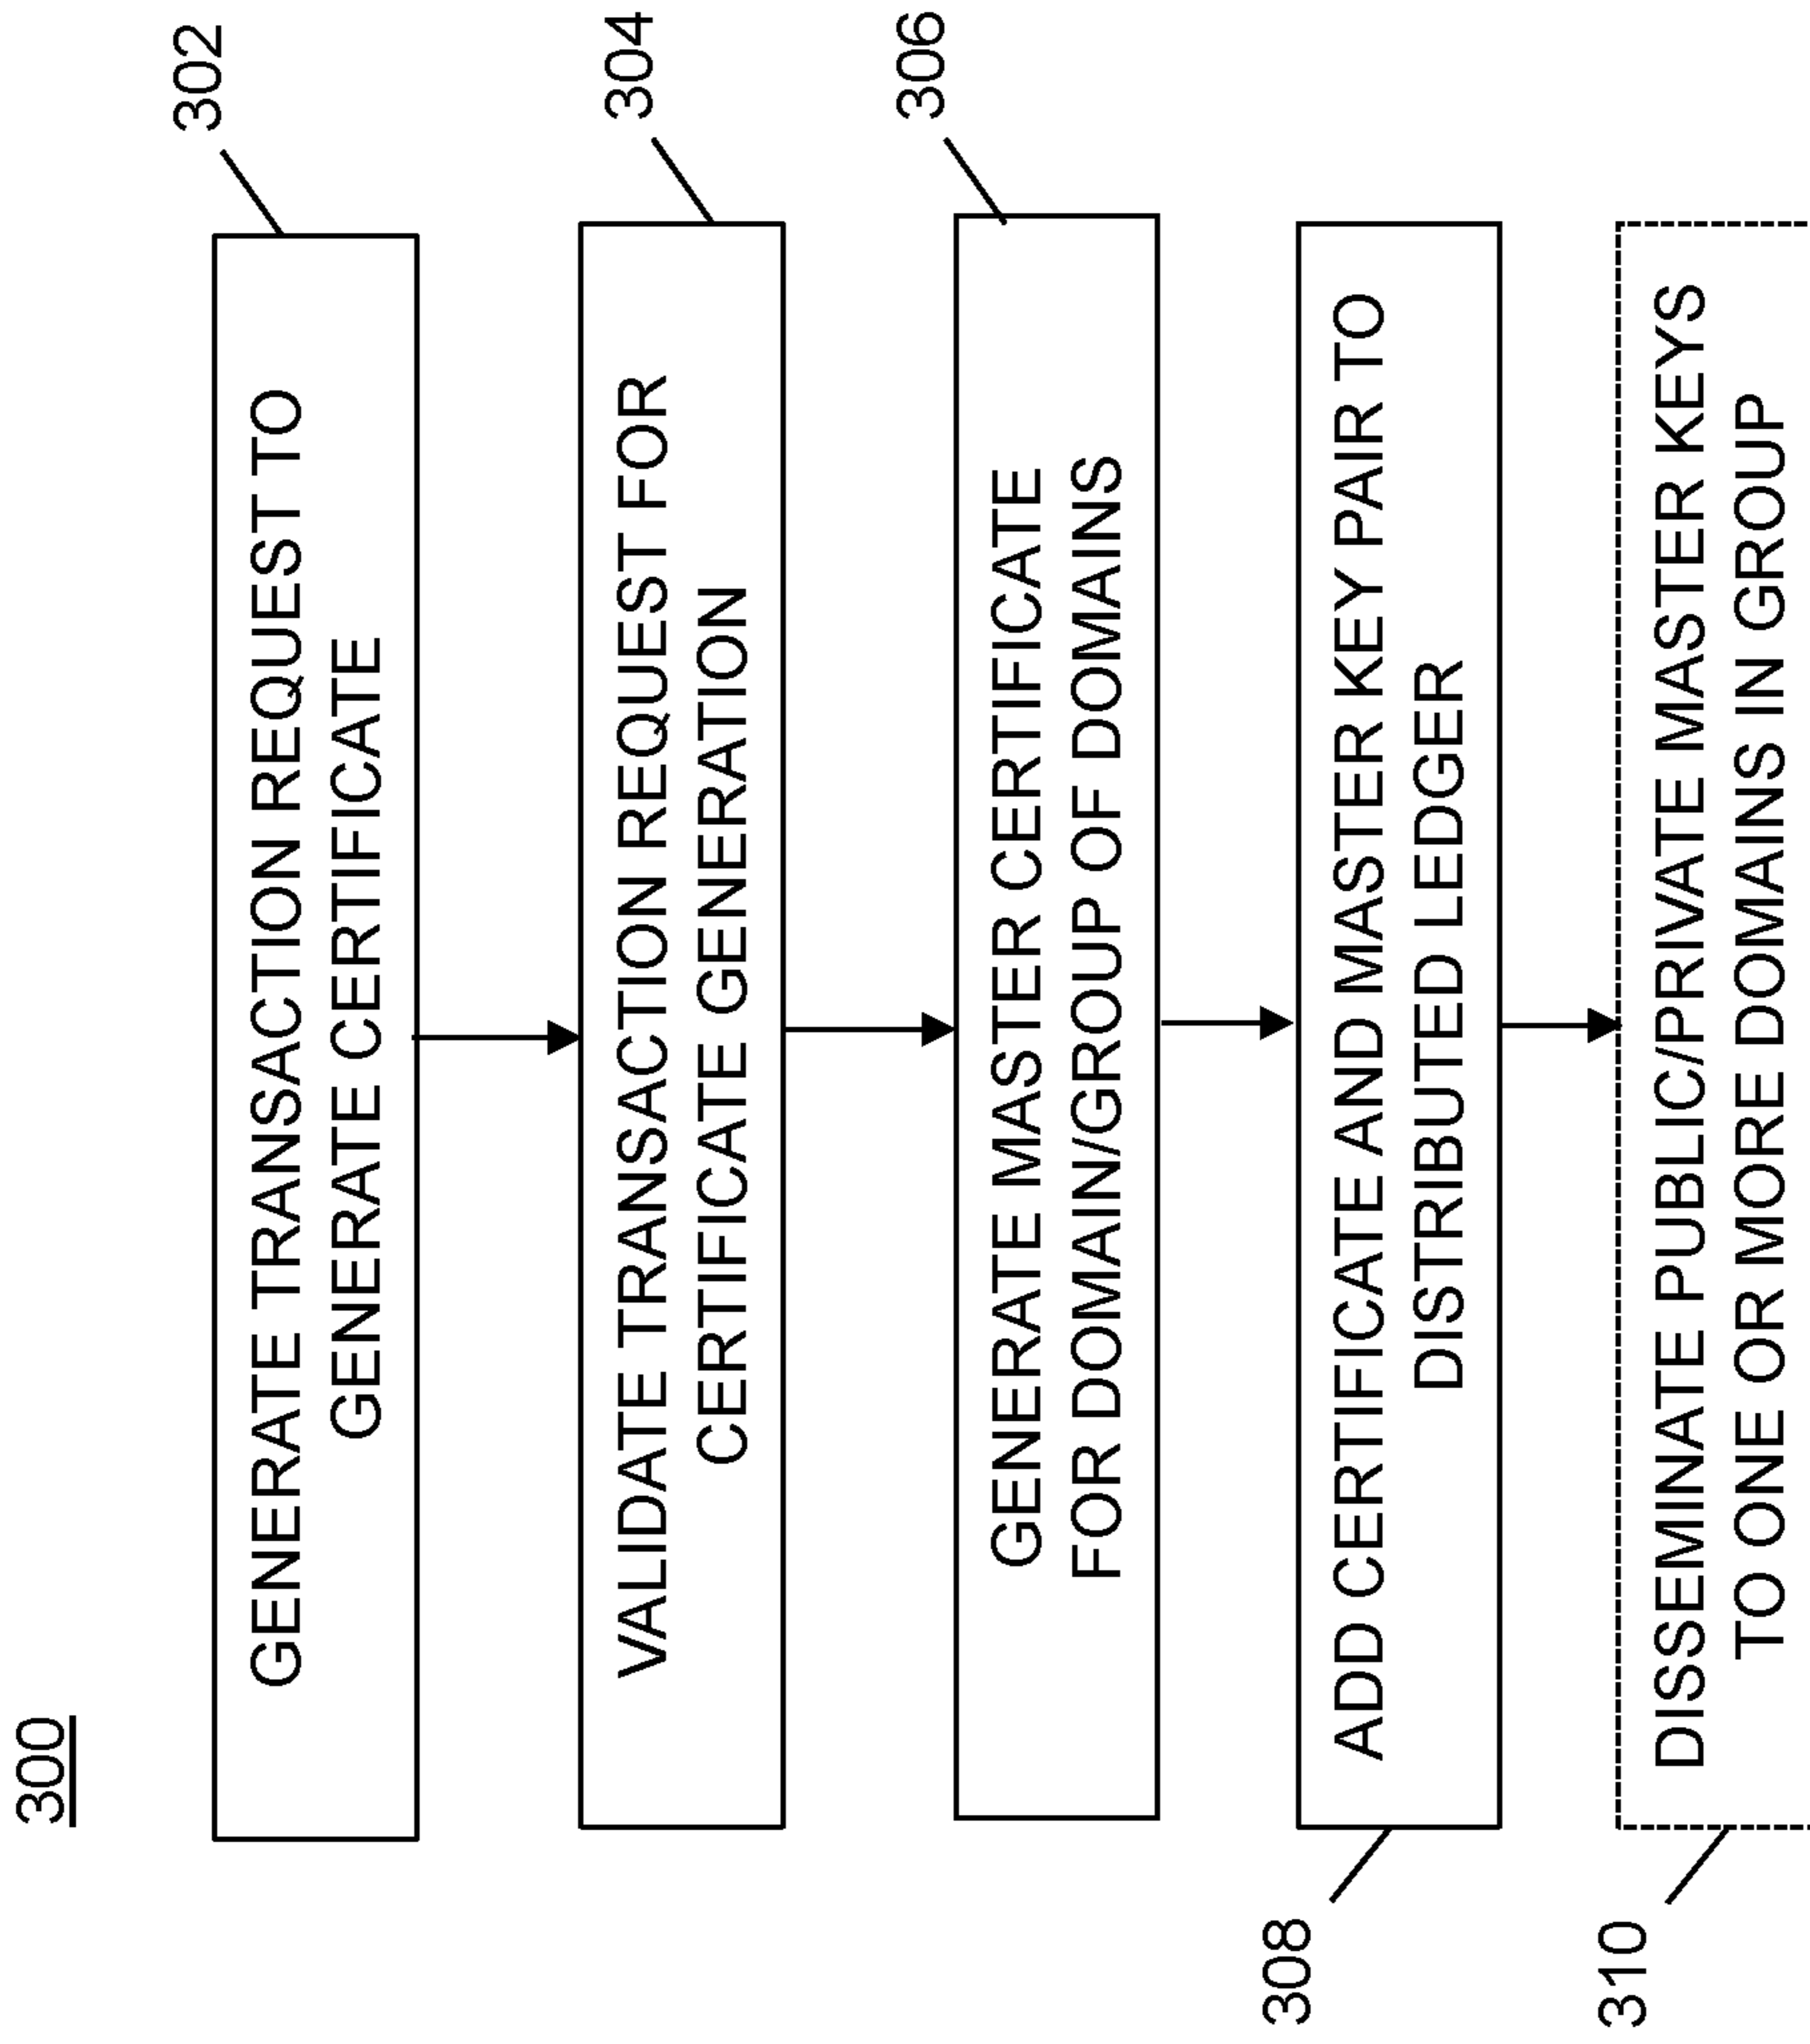 300
302
GENERATE TRANSACTION REQUEST TO
GENERATE CERTIFICATE
304
VALIDATE TRANSACTION REQUEST FOR
CERTIFICATE GENERATION
306
GENERATE MASTER CERTIFICATE
FOR DOMAIN/GROUP OF DOMAINS
308
ADD CERTIFICATE AND MASTER KEY PAIR TO
DISTRIBUTED LEDGER
310
DISSEMINATE PUBLIC/PRIVATE MASTER KEYS
TO ONE OR MORE DOMAINS IN GROUP